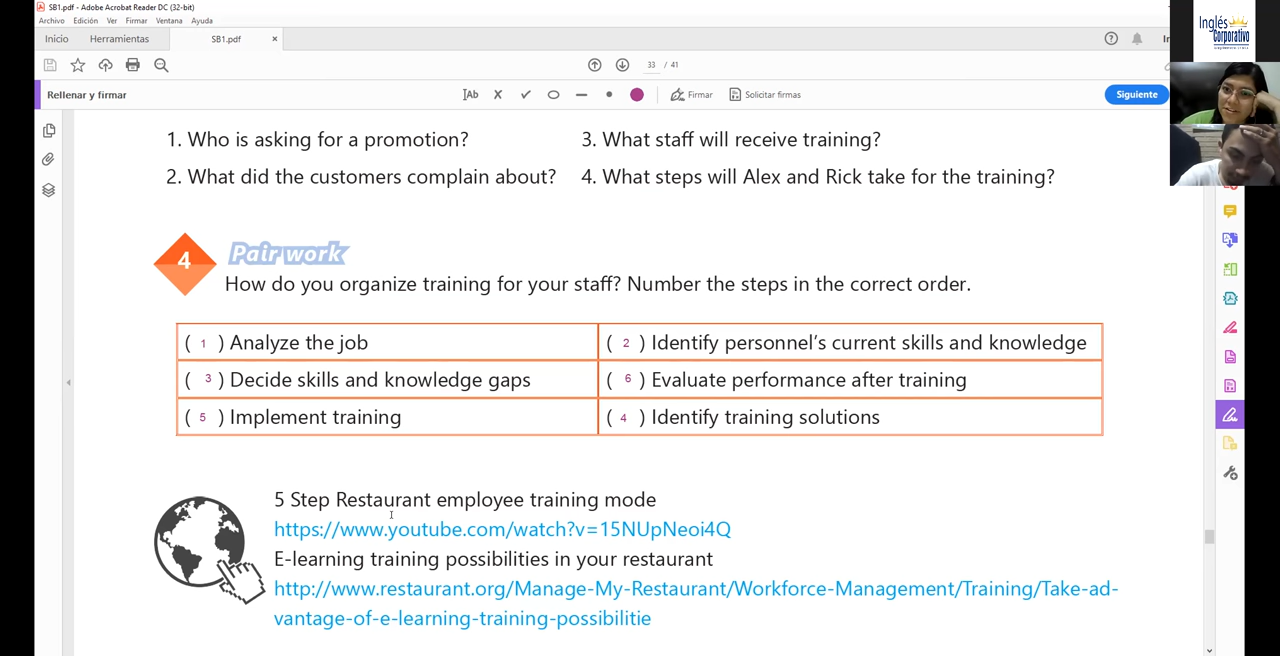 SB1.pdf - Adobe Acrobat Reader DC (32-bit)
Archivo Edición Ver Firmar Ventana Ayuda
Inicio Herramientas SB1.pdf ×
33 / 41
Rellenar y firmar
Firmar Solicitar firmas Siguiente
Inglés
Corporativo
1. Who is asking for a promotion?
2. What did the customers complain about?
3. What staff will receive training?
4. What steps will Alex and Rick take for the training?
4 Pair work
How do you organize training for your staff? Number the steps in the correct order.
( 1 ) Analyze the job
( 2 ) Identify personnel's current skills and knowledge
( 3 ) Decide skills and knowledge gaps
( 6 ) Evaluate performance after training
( 5 ) Implement training
( 4 ) Identify training solutions
5 Step Restaurant employee training mode
https://www.youtube.com/watch?v=15NUpNeoi4Q
E-learning training possibilities in your restaurant
http://www.restaurant.org/Manage-My-Restaurant/Workforce-Management/Training/Take-ad-
vantage-of-e-learning-training-possibilitie